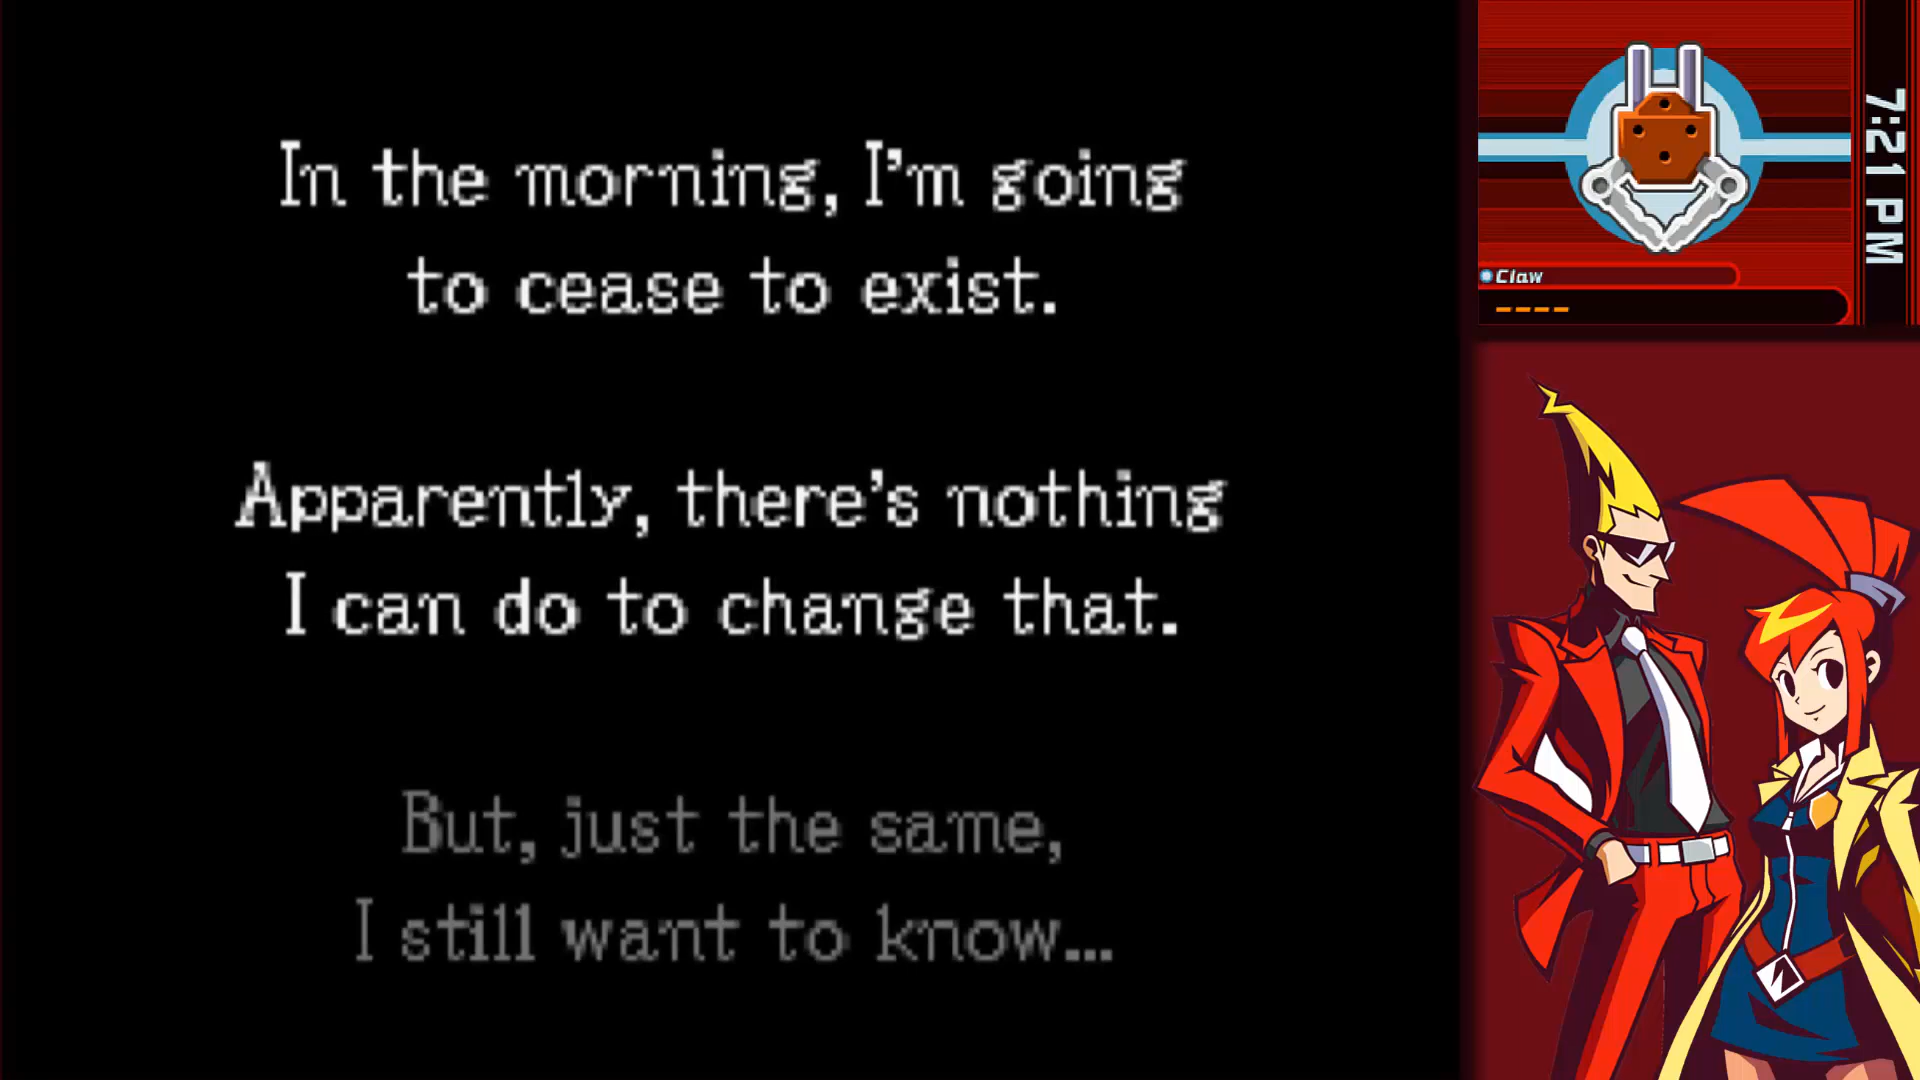 In the morning, I'm going
to cease to exist.
Apparently, there's nothing
I can do to change that.
But, just the same,
I still want to know...
Claw
----
7:21 PM